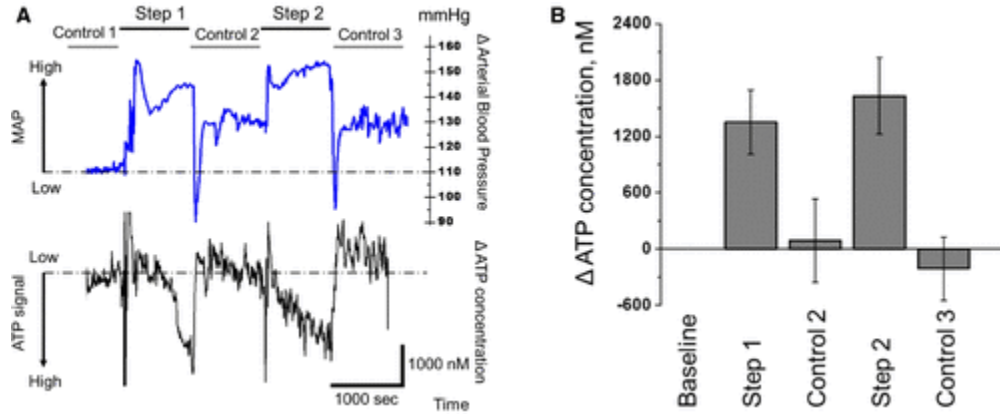 A
Step 1
Step 2
mmHg
Control 1
Control 2
Control 3
High
MAP
Low
160
150
140
130
120
110
100
90
Δ Arterial Blood Pressure
Low
ATP signal
High
Δ ATP concentration
1000 nM
1000 sec
Time
B
Δ ATP concentration, nM
2400
1800
1200
600
0
-600
Baseline
Step 1
Control 2
Step 2
Control 3